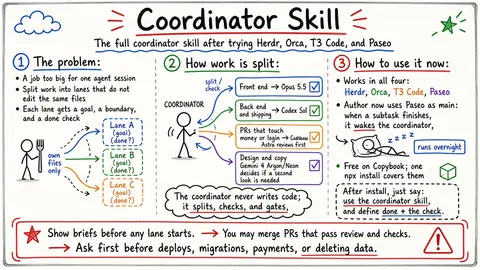 Coordinator Skill
The full coordinator skill after trying Herdr, Orca, T3 Code, and Paseo
1 The problem:
• A job too big for one agent session
• Split work into lanes that do
not edit the same files
• Each lane gets a goal, a boundary,
and a done check
own
files
only
Lane A
(goal)
(done?)
Lane B
(goal)
(done?)
Lane C
(goal)
(done?)
2 How work is split:
COORDINATOR
split /
check
Front end → Opus 5.5
Back end
and shipping → Codex Sol
PRs that touch
money or login →
Astra reviews first
Design and copy
Gemini 4 Argon/Neon
decides if a second
look is needed
The coordinator never writes code;
it splits, checks, and gates,
3 How to use it now:
• Works in all four:
Herdr, Orca, T3 Code, Paseo
• Author now uses Paseo as main:
when a subtask finishes,
it wakes the coordinator,
z z z z
runs overnight
• Free on Copybook; one
npx install covers them
After install, just say:
use the coordinator skill,
and define done + the check.
Show briefs before any lane starts. → You may merge PRs that pass review and checks.
→ Ask first before deploys, migrations, payments, or deleting data.
!